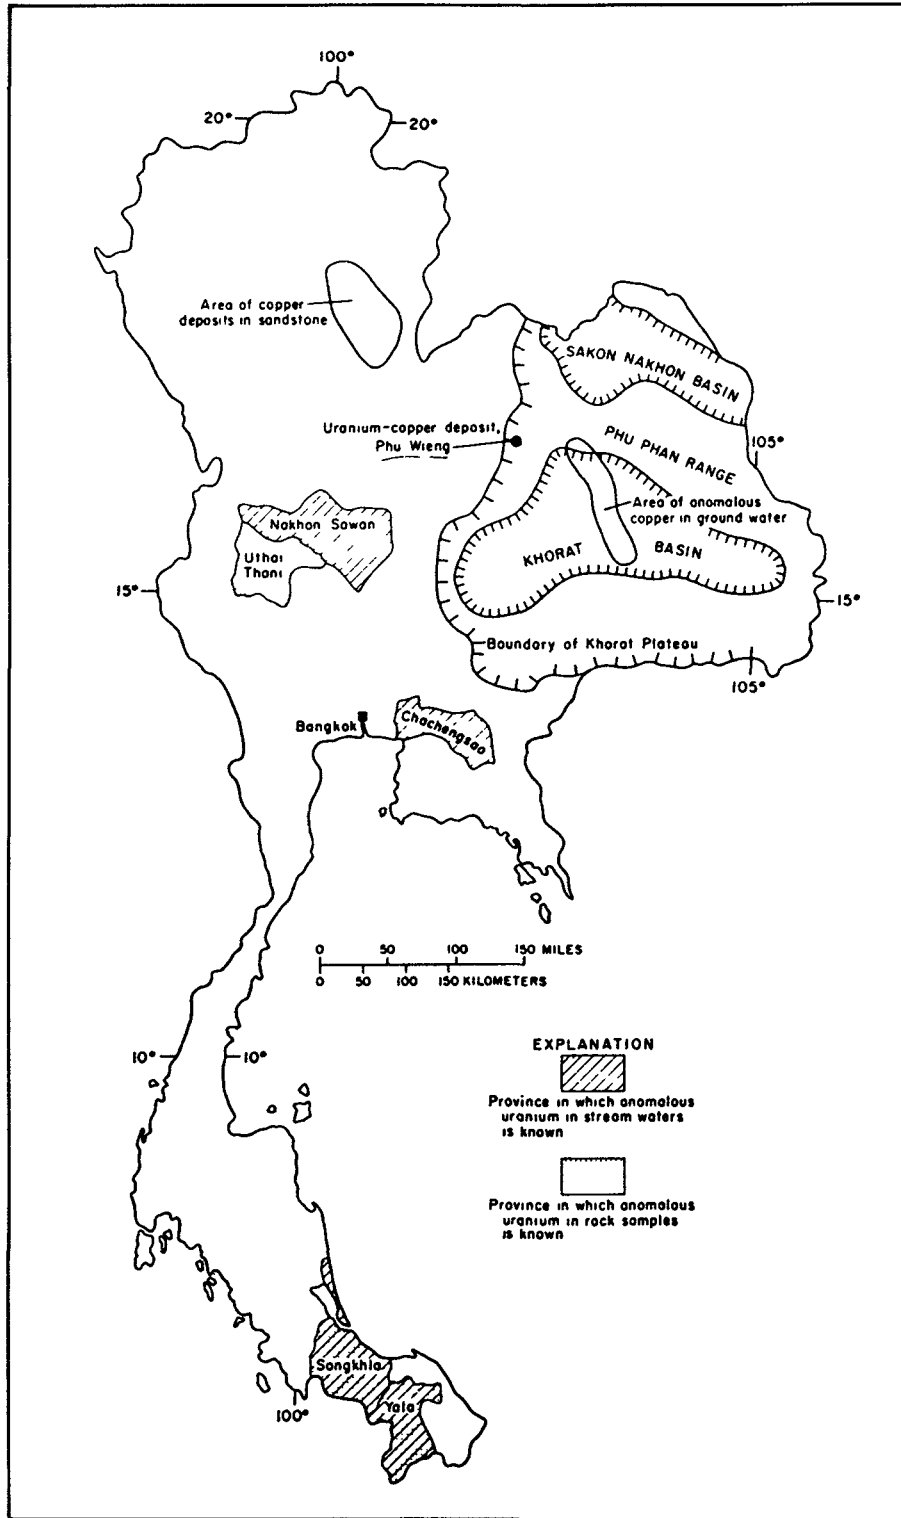 100°
20°
20°
Area of copper
deposits in sandstone
SAKON NAKHON BASIN
Uranium-copper deposit,
Phu Wieng
PHU PHAN RANGE
105°
Area of anomalous
copper in ground water
Nakhon Sawan
Uthai
Thani
KHORAT BASIN
15°
15°
Boundary of Khorat Plateau
105°
Bangkok
Chachengsao
0 50 100 150 MILES
0 50 100 150 KILOMETERS
10°
10°
EXPLANATION
Province in which anomalous
uranium in stream waters
is known
Province in which anomalous
uranium in rock samples
is known
Songkhla
Yala
100°